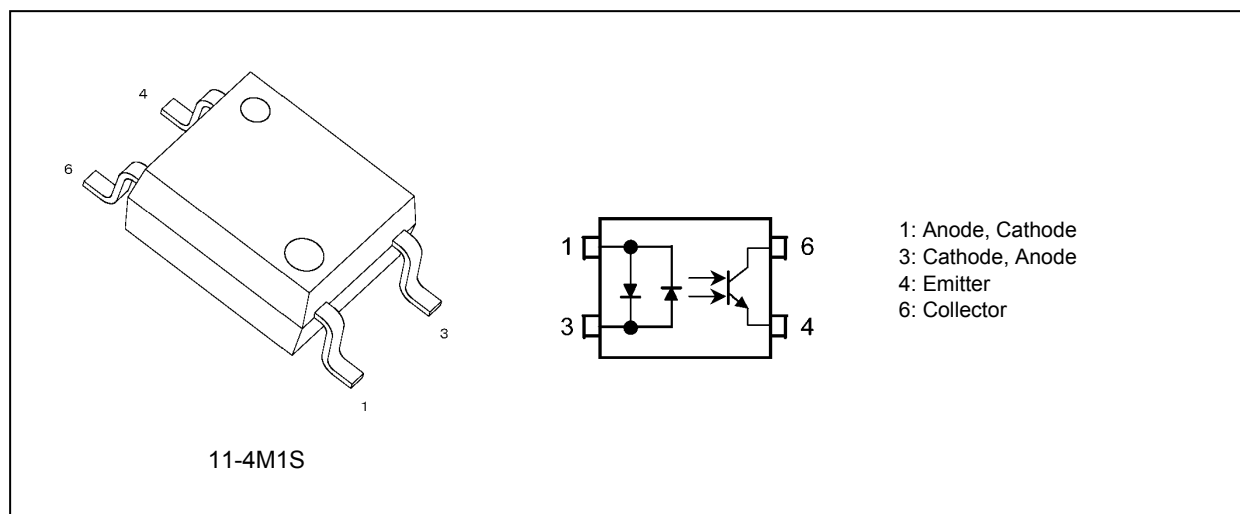 4
6
3
1
11-4M1S
1
3
6
4
1: Anode, Cathode
3: Cathode, Anode
4: Emitter
6: Collector